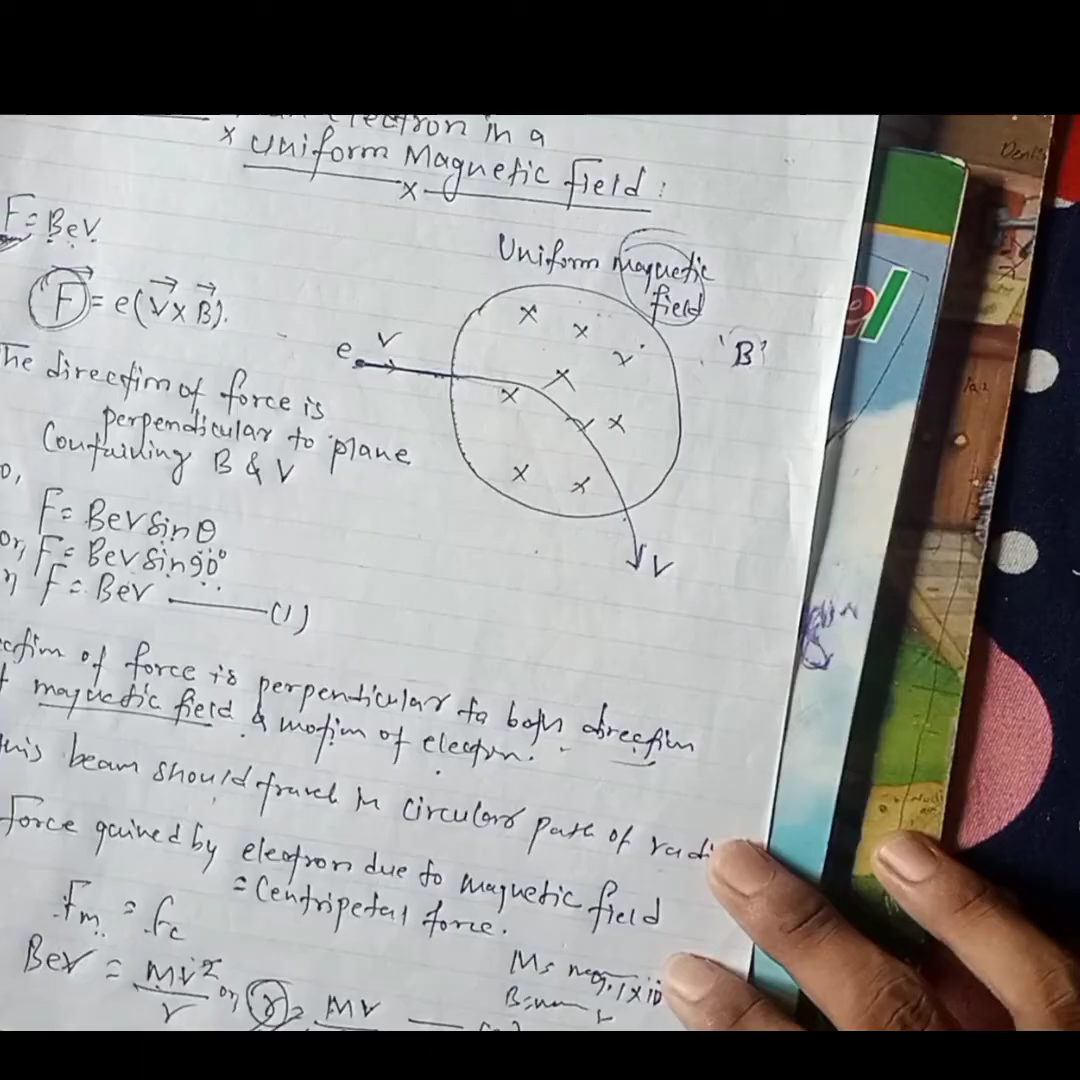 Electron in a
x Uniform Magnetic field :
x
F = BeV
F = e(V x B).
Uniform magnetic
field
'B'
e V
The direction of force is
perpendicular to plane
Containing B & V
F = BeV Sinθ
or, F = BeV Sin90°
F = BeV ——— (1)
V
of force is perpendicular to both direction
magnetic field & motion of electron.
this beam should travel in circular path of
Force gained by electron due to magnetic field
= Centripetal force.
Fm = Fc
BeV = MV²/r or, r = MV